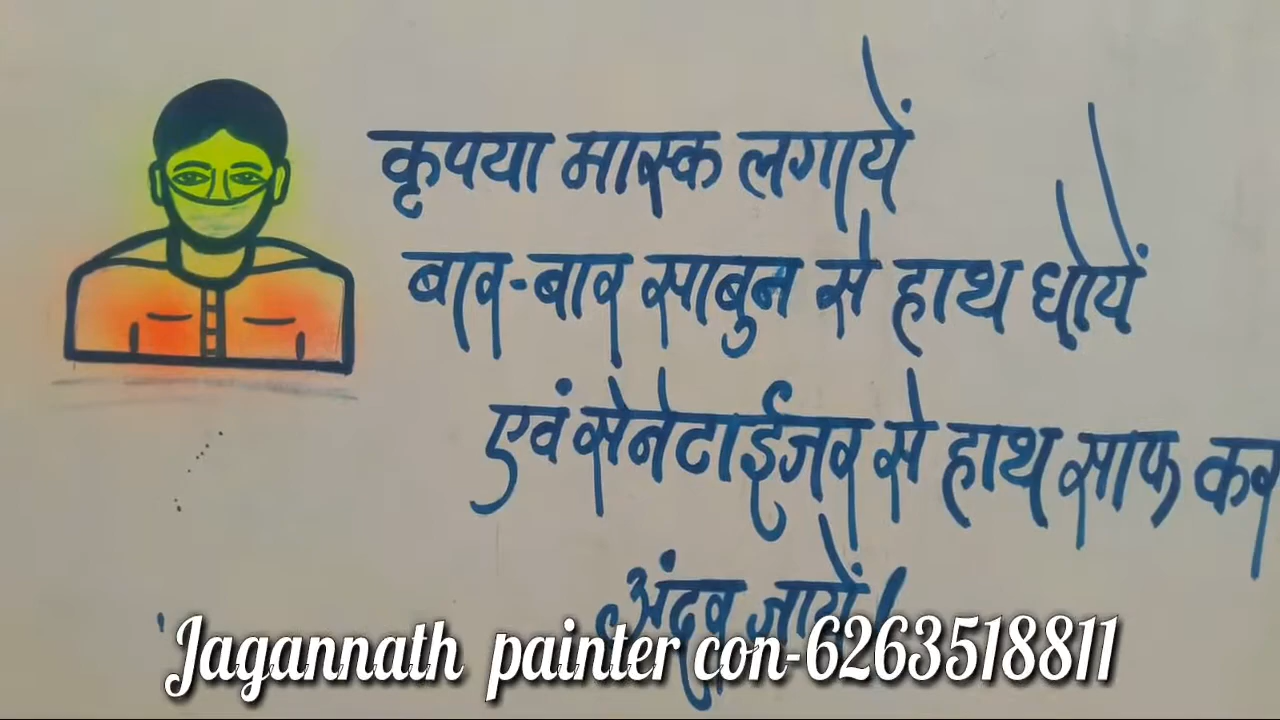 कृपया मास्क लगायें
बार-बार साबुन से हाथ धोयें
एवं सेनेटाईजर से हाथ साफ कर
अंदर जायें।
Jagannath painter con-6263518811